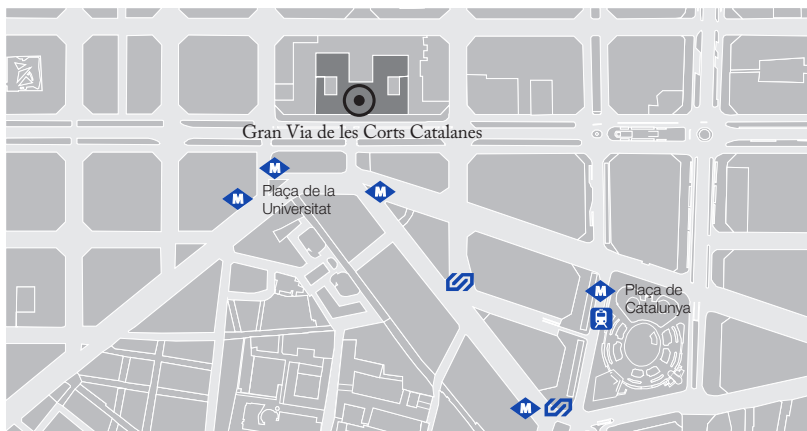 Gran Via de les Corts Catalanes
M
M
Plaça de la
Universitat
M
M
Plaça de
Catalunya
M